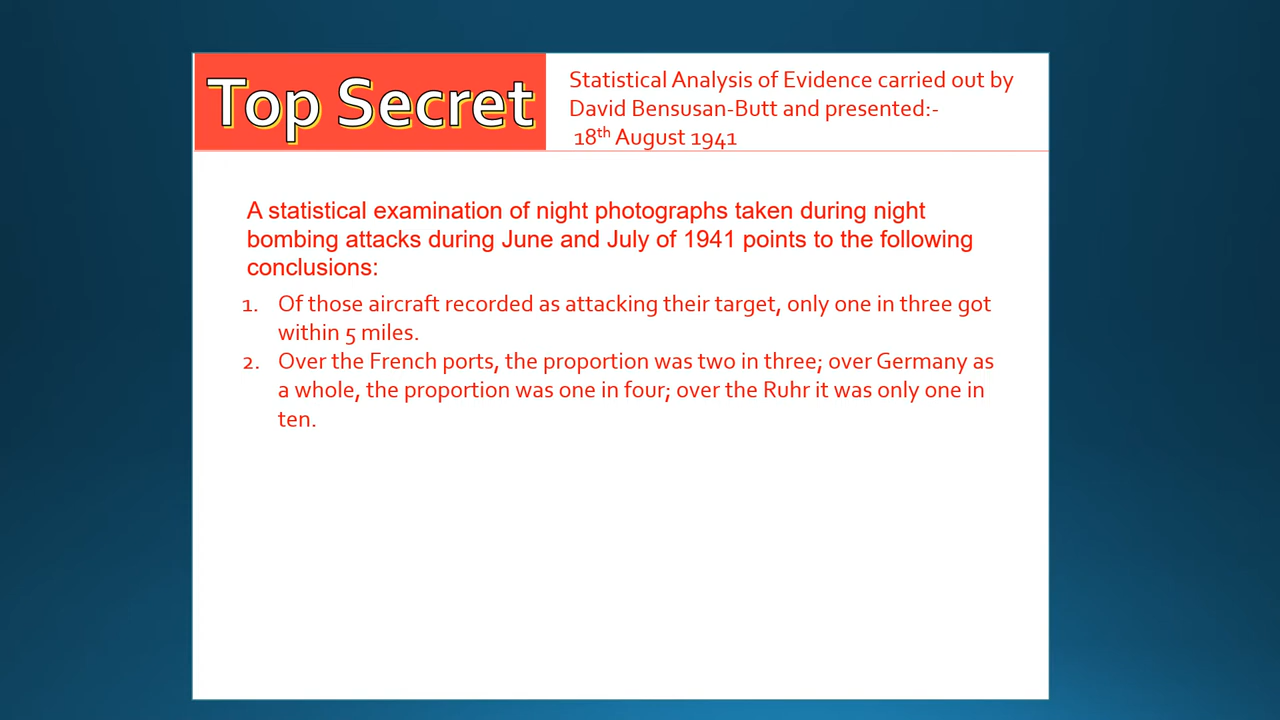 Top Secret
Statistical Analysis of Evidence carried out by
David Bensusan-Butt and presented:-
18th August 1941
A statistical examination of night photographs taken during night
bombing attacks during June and July of 1941 points to the following
conclusions:
1. Of those aircraft recorded as attacking their target, only one in three got
within 5 miles.
2. Over the French ports, the proportion was two in three; over Germany as
a whole, the proportion was one in four; over the Ruhr it was only one in
ten.